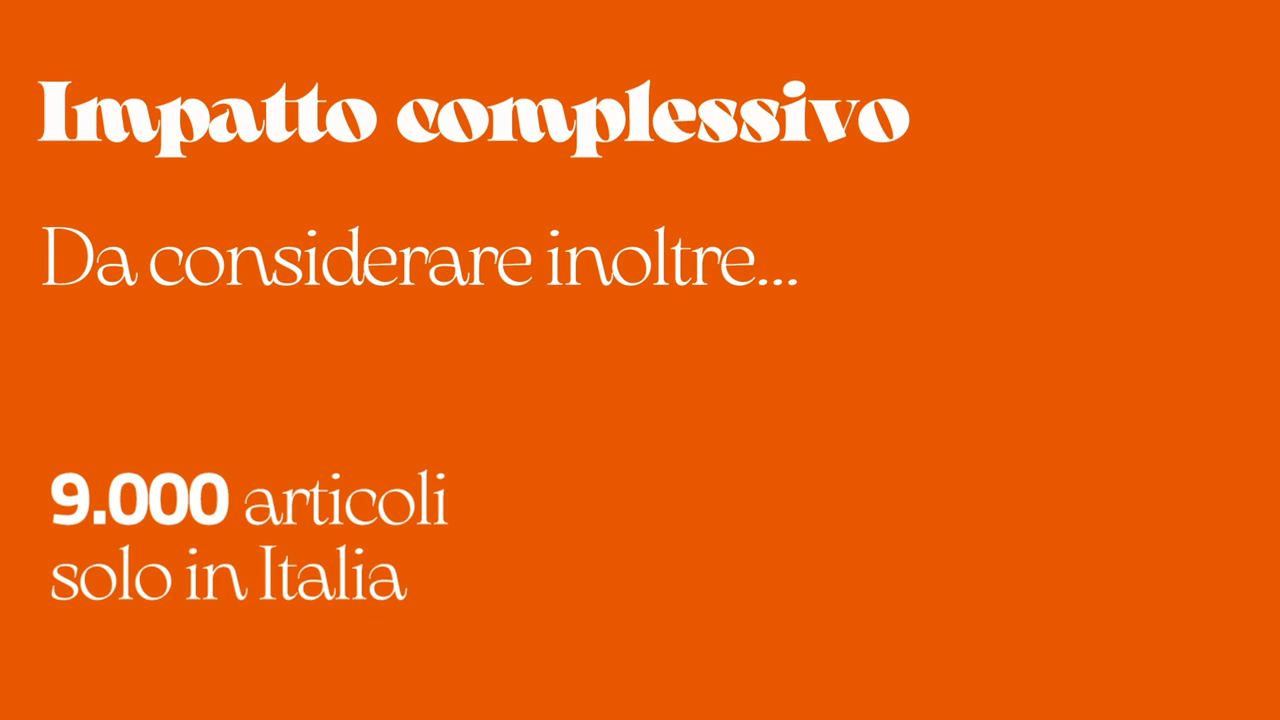 Impatto complessivo
Da considerare inoltre...
9.000 articoli
solo in Italia